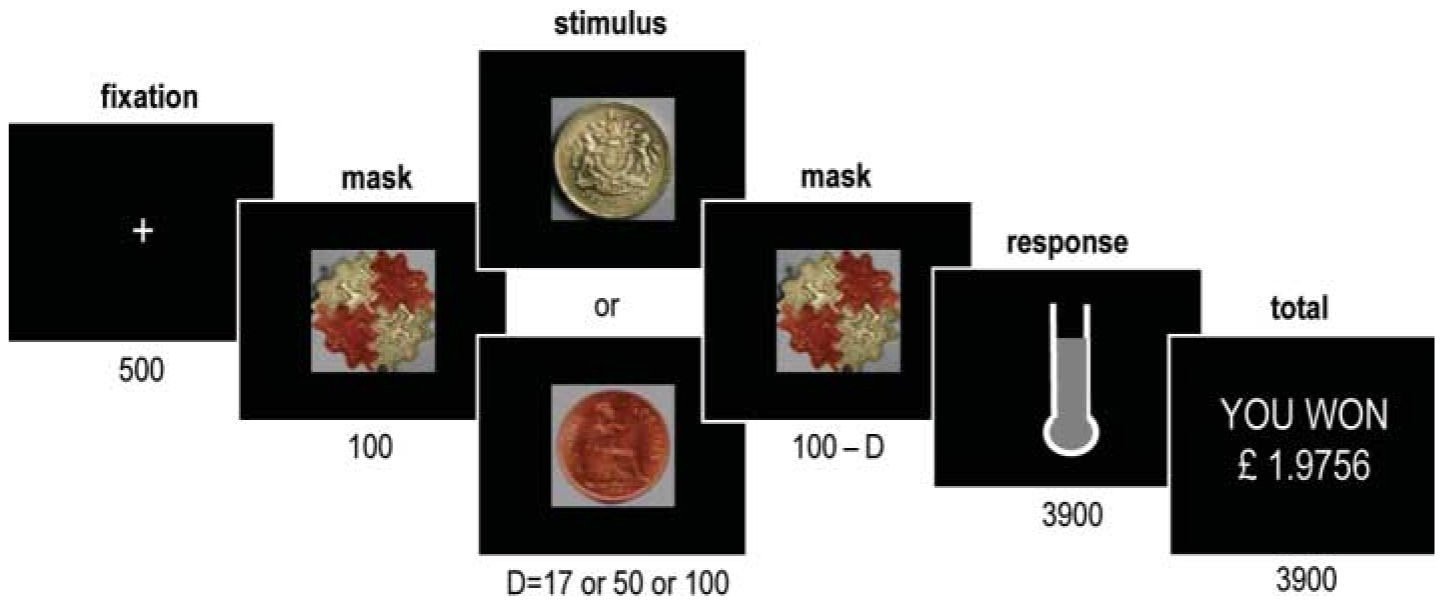 fixation
+
500
mask
100
stimulus
or
D=17 or 50 or 100
mask
100 – D
response
3900
total
YOU WON
£ 1.9756
3900